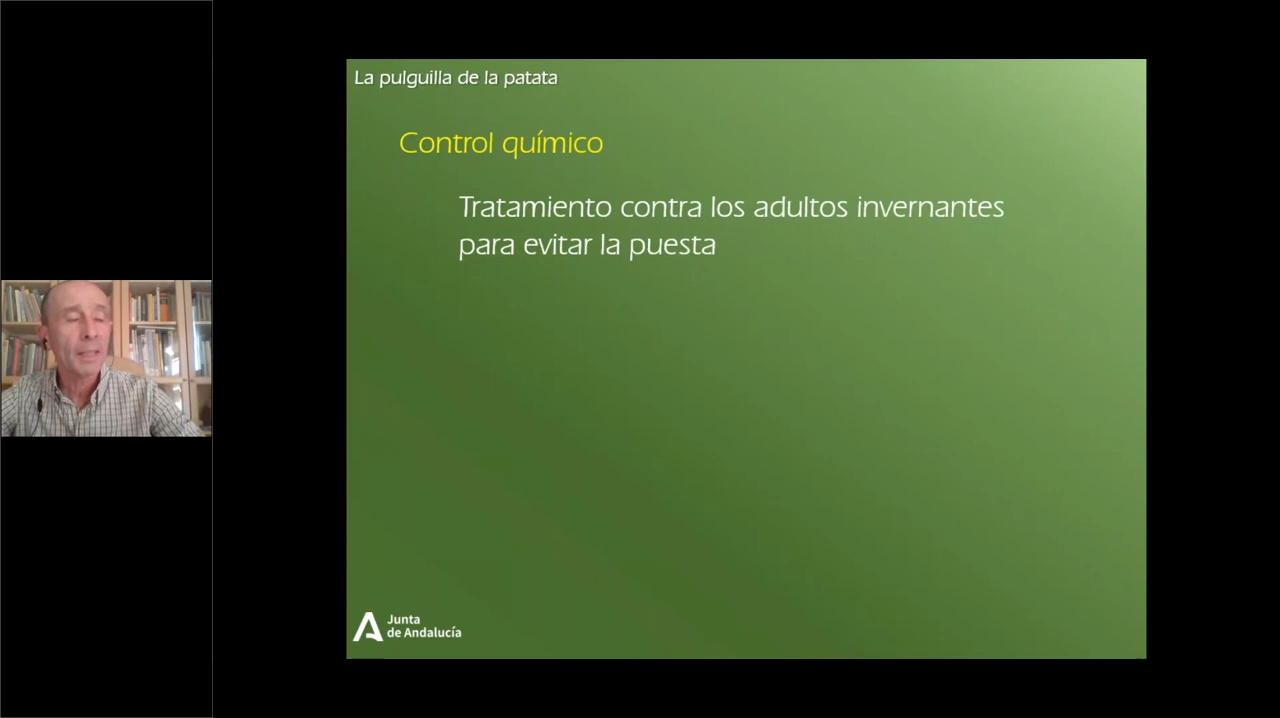 La pulguilla de la patata
Control químico
Tratamiento contra los adultos invernantes
para evitar la puesta
Junta
de Andalucía